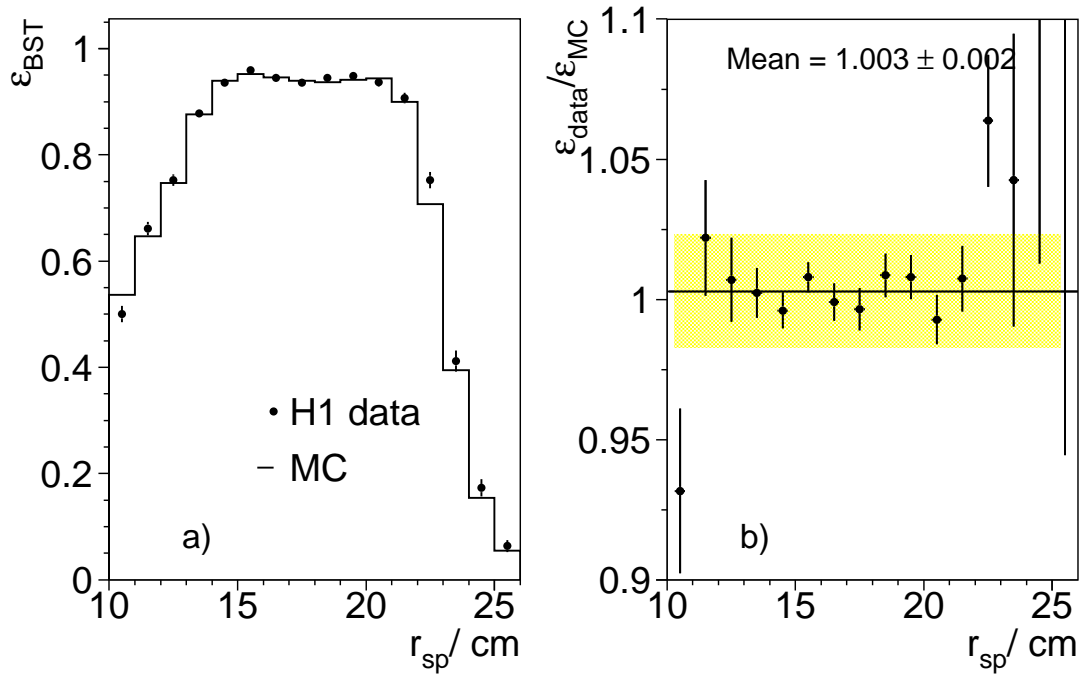 ε_BST
1
0.8
0.6
0.4
0.2
0
H1 data
MC
a)
10 15 20 25
r_sp/ cm
ε_data/ε_MC
1.1
1.05
1
0.95
0.9
Mean = 1.003 ± 0.002
b)
10 15 20 25
r_sp/ cm